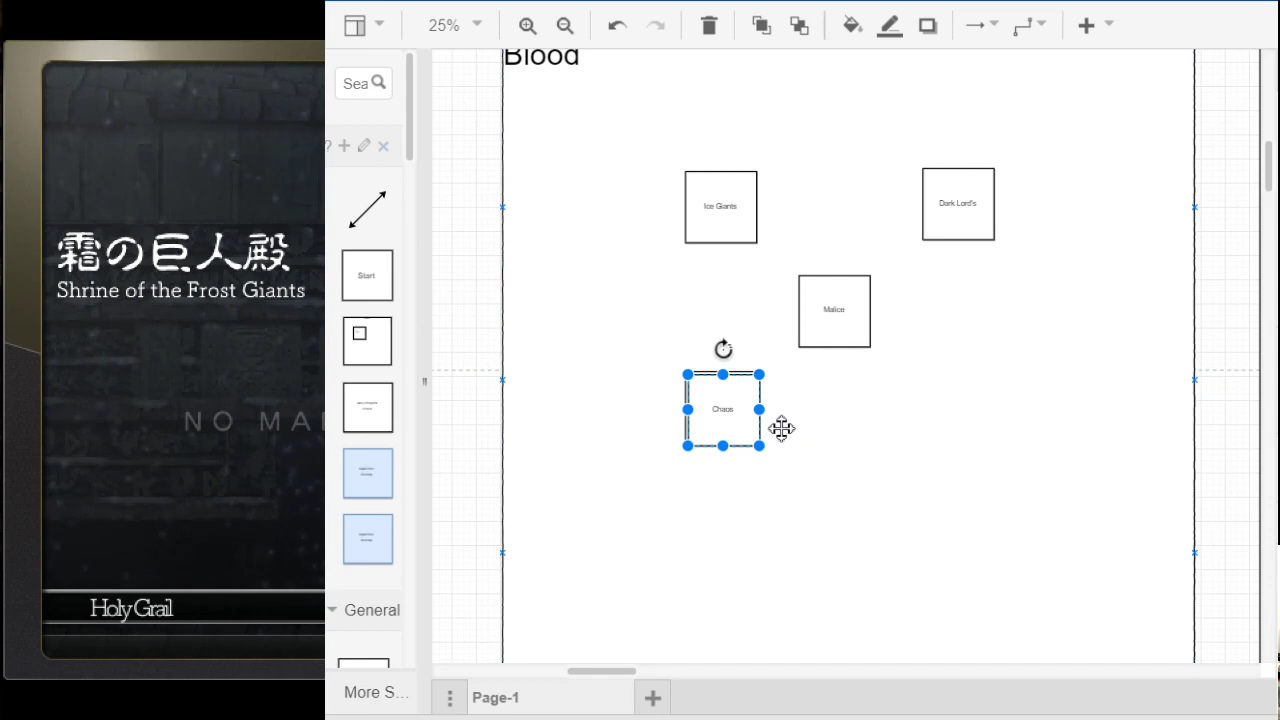 霜の巨人殿
Shrine of the Frost Giants
NO MA
Holy Grail
25%
Sea
?
Start
General
More S...
Blood
Ice Giants
Dark Lord's
Malice
Chaos
Page-1